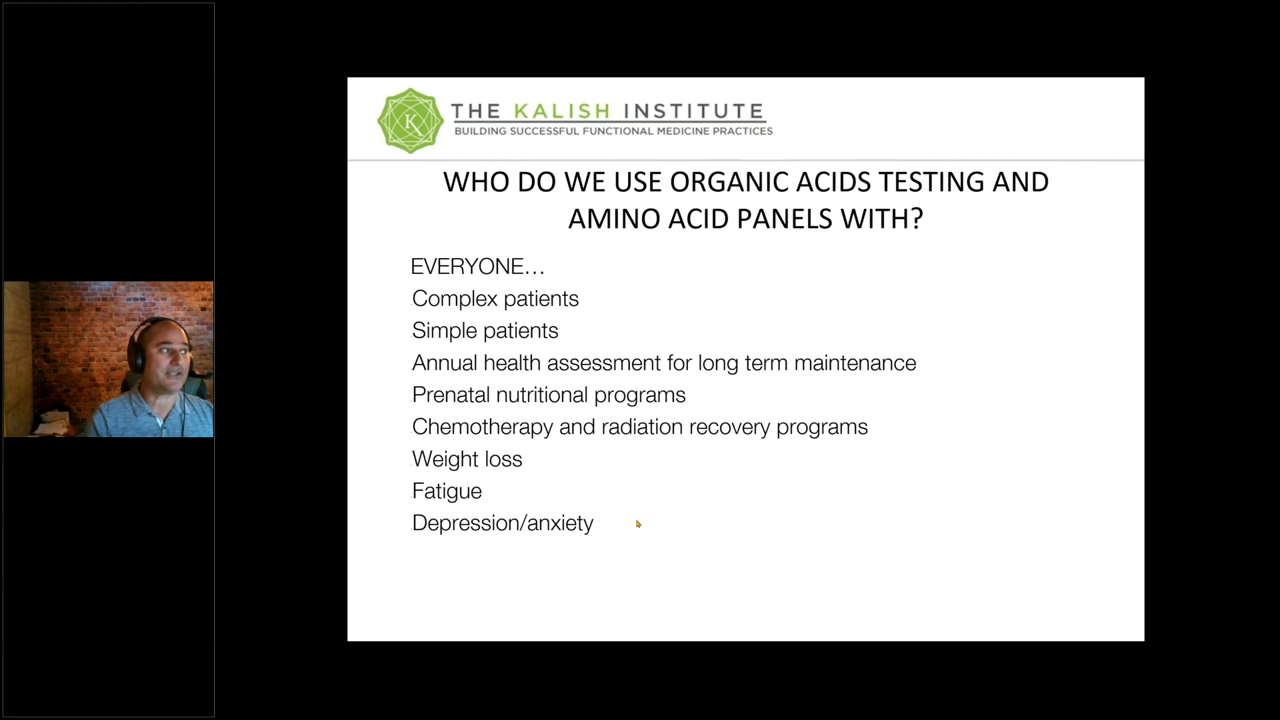 THE KALISH INSTITUTE
BUILDING SUCCESSFUL FUNCTIONAL MEDICINE PRACTICES
WHO DO WE USE ORGANIC ACIDS TESTING AND
AMINO ACID PANELS WITH?
EVERYONE...
Complex patients
Simple patients
Annual health assessment for long term maintenance
Prenatal nutritional programs
Chemotherapy and radiation recovery programs
Weight loss
Fatigue
Depression/anxiety